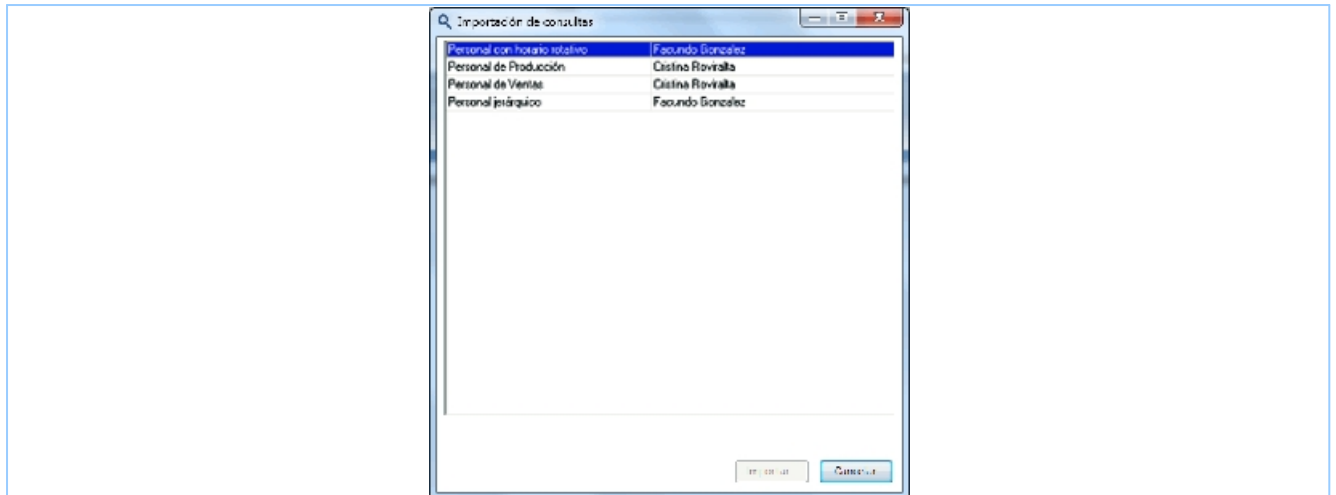 Importación de consultas
Personal con horario rotativo Facundo Gonzalez
Personal de Producción Cristina Roviralta
Personal de Ventas Cristina Roviralta
Personal jerárquico Facundo Gonzalez
Importar Cancelar